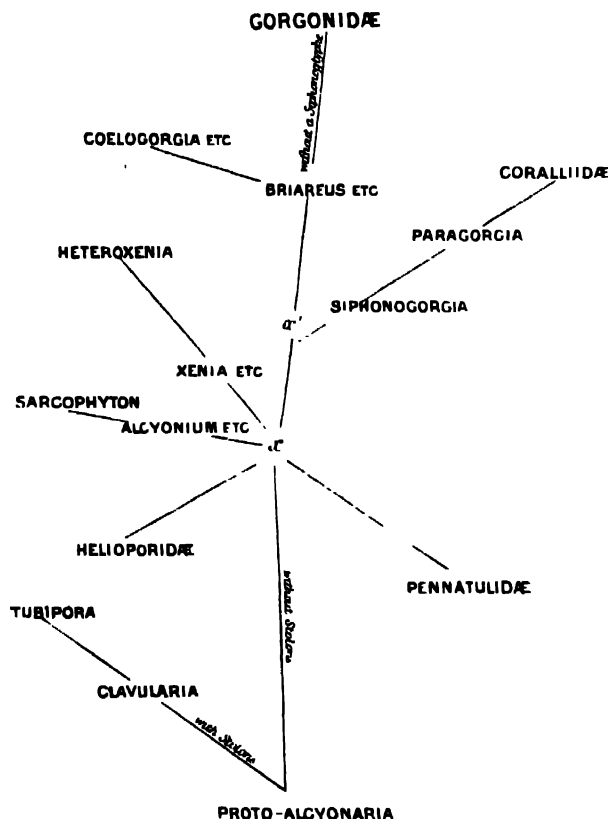 GORGONIDÆ
without a Siphonoglyphe
COELOGORGIA ETC
BRIAREUS ETC
CORALLIIDÆ
PARAGORGIA
HETEROXENIA
SIPHONOGORGIA
x'
XENIA ETC
SARCOPHYTON
ALCYONIUM ETC
x
HELIOPORIDÆ
PENNATULIDÆ
without Stolons
TUBIPORA
CLAVULARIA
with Stolons
PROTO-ALCYONARIA